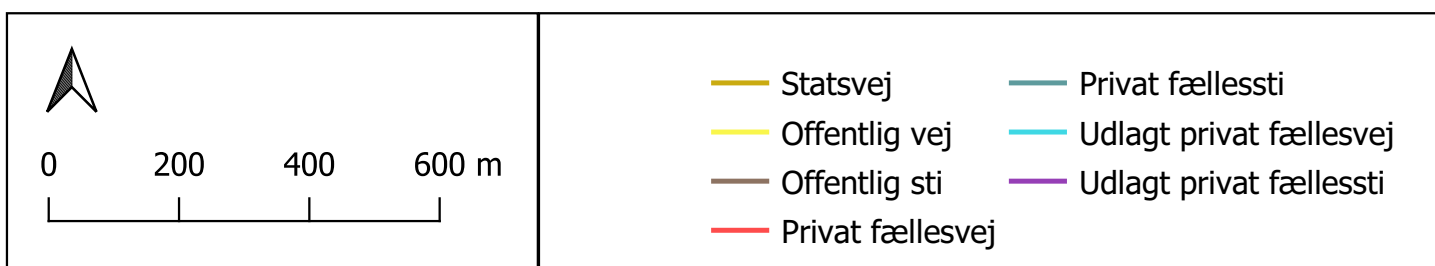 0 200 400 600 m
Statsvej
Offentlig vej
Offentlig sti
Privat fællesvej
Privat fællessti
Udlagt privat fællesvej
Udlagt privat fællessti